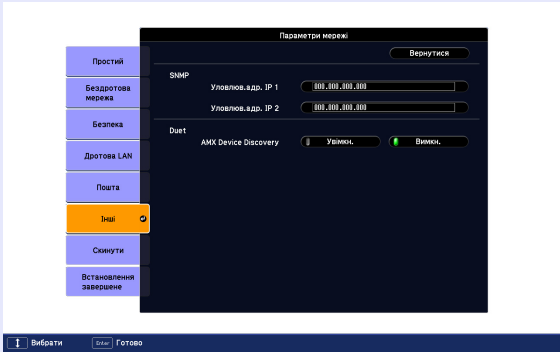 Параметри мережі
Вернутися
Простий
Бездротова
мережа
Безпека
Дротова LAN
Пошта
Інші
Скинути
Встановлення
завершене
SNMP
Уловлюв.адр. IP 1 000.000.000.000
Уловлюв.адр. IP 2 000.000.000.000
Duet
AMX Device Discovery Увімкн. Вимкн.
Вибрати Enter Готово